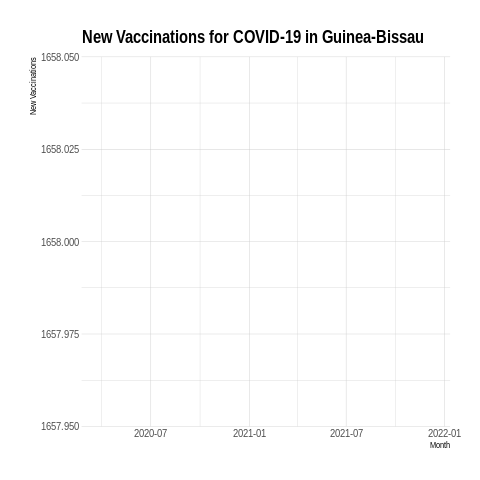 New Vaccinations for COVID-19 in Guinea-Bissau
New Vaccinations
1658.050
1658.025
1658.000
1657.975
1657.950
2020-07 2021-01 2021-07 2022-01
Month